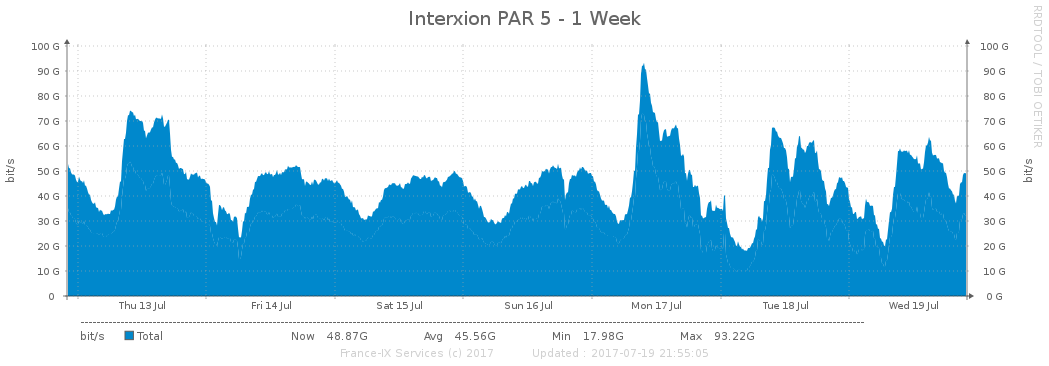 Interxion PAR 5 - 1 Week
RRDTOOL / TOBI OETIKER
bit/s
100 G
90 G
80 G
70 G
60 G
50 G
40 G
30 G
20 G
10 G
0
100 G
90 G
80 G
70 G
60 G
50 G
40 G
30 G
20 G
10 G
0 G
bit/s
Thu 13 Jul Fri 14 Jul Sat 15 Jul Sun 16 Jul Mon 17 Jul Tue 18 Jul Wed 19 Jul
bit/s Total Now 48.87G Avg 45.56G Min 17.98G Max 93.22G
France-IX Services (c) 2017 Updated : 2017-07-19 21:55:05